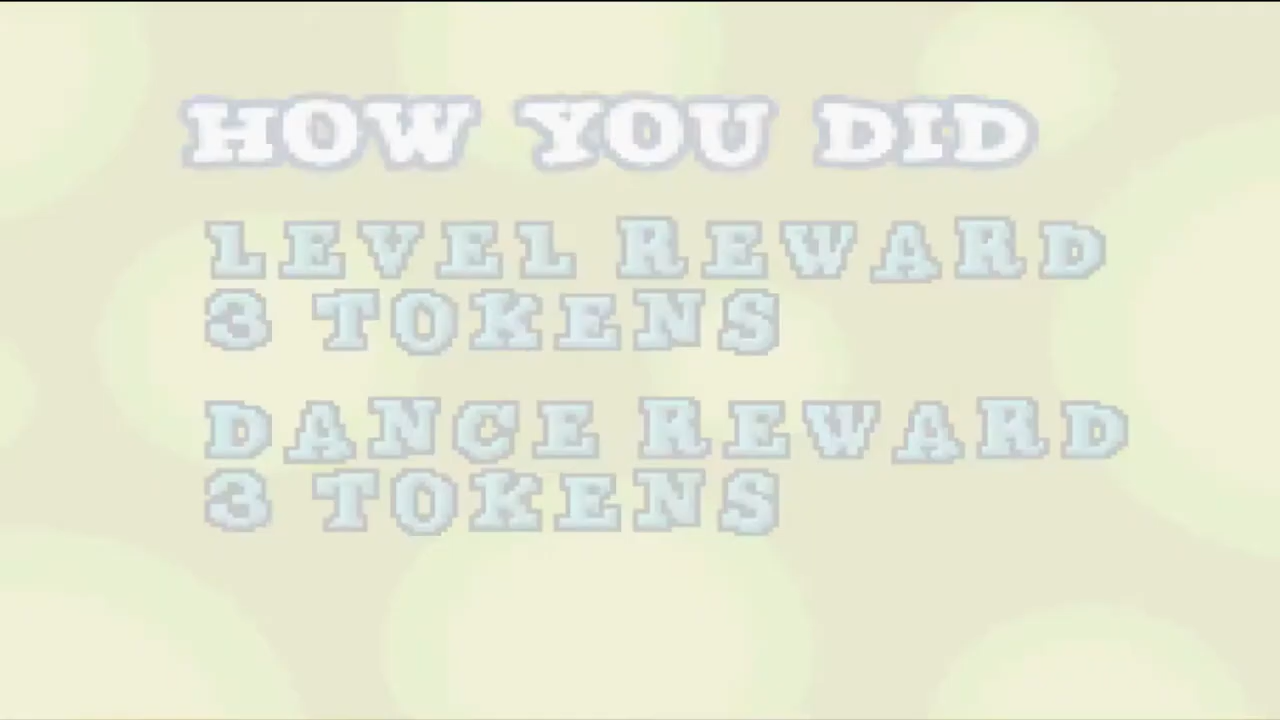 HOW YOU DID
LEVEL REWARD
3 TOKENS
DANCE REWARD
3 TOKENS